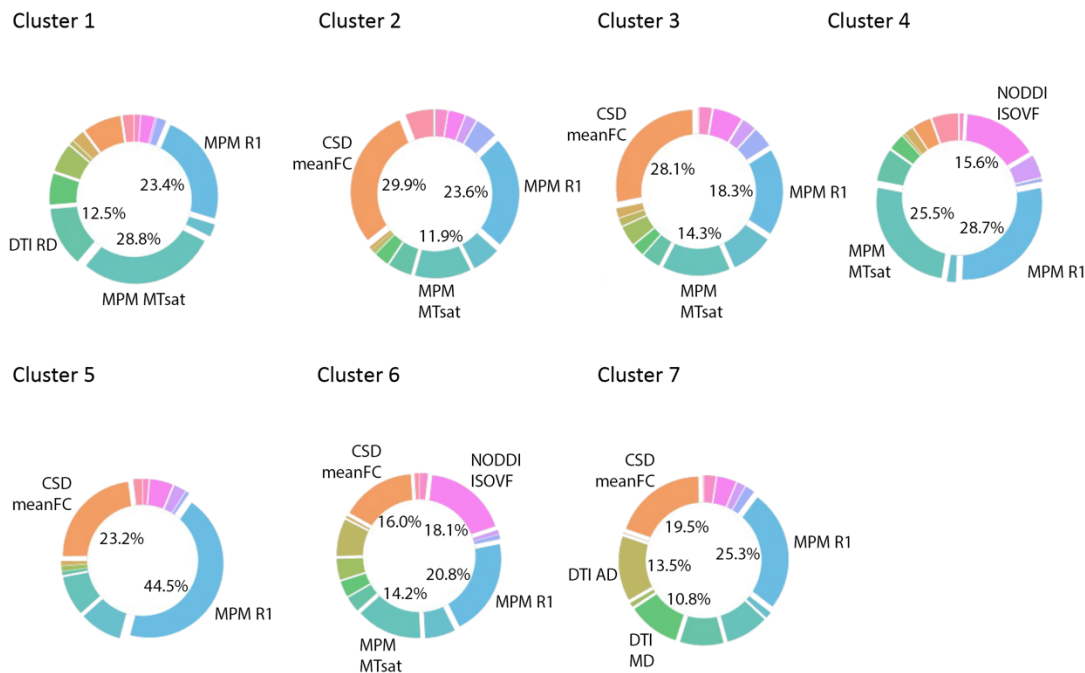 Cluster 1
MPM R1
23.4%
12.5%
28.8%
DTI RD
MPM MTsat
Cluster 2
CSD
meanFC
29.9%
23.6%
MPM R1
11.9%
MPM
MTsat
Cluster 3
CSD
meanFC
28.1%
18.3%
MPM R1
14.3%
MPM
MTsat
Cluster 4
NODDI
ISOVF
15.6%
25.5%
28.7%
MPM
MTsat
MPM R1
Cluster 5
CSD
meanFC
23.2%
44.5%
MPM R1
Cluster 6
CSD
meanFC
NODDI
ISOVF
16.0%
18.1%
20.8%
14.2%
MPM R1
MPM
MTsat
Cluster 7
CSD
meanFC
19.5%
25.3%
MPM R1
DTI AD
13.5%
10.8%
DTI
MD